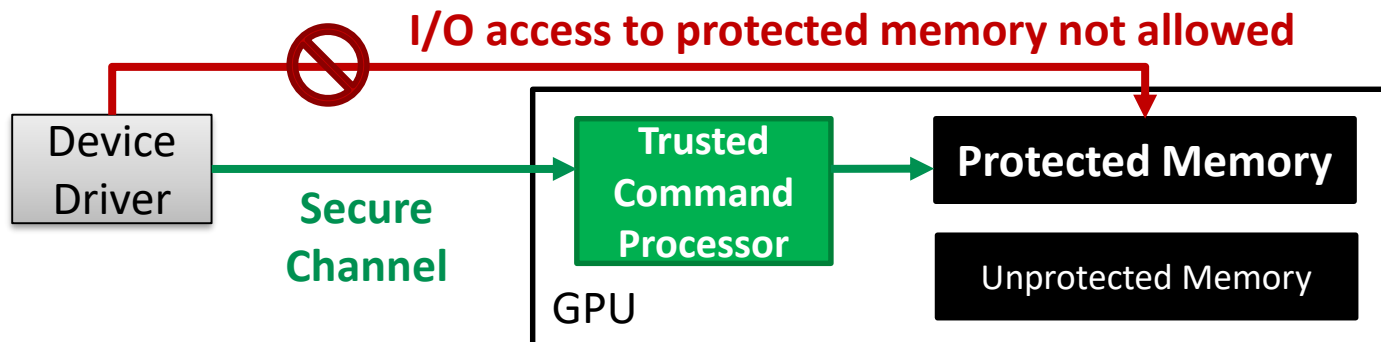 I/O access to protected memory not allowed
Device
Driver
Secure
Channel
Trusted
Command
Processor
GPU
Protected Memory
Unprotected Memory